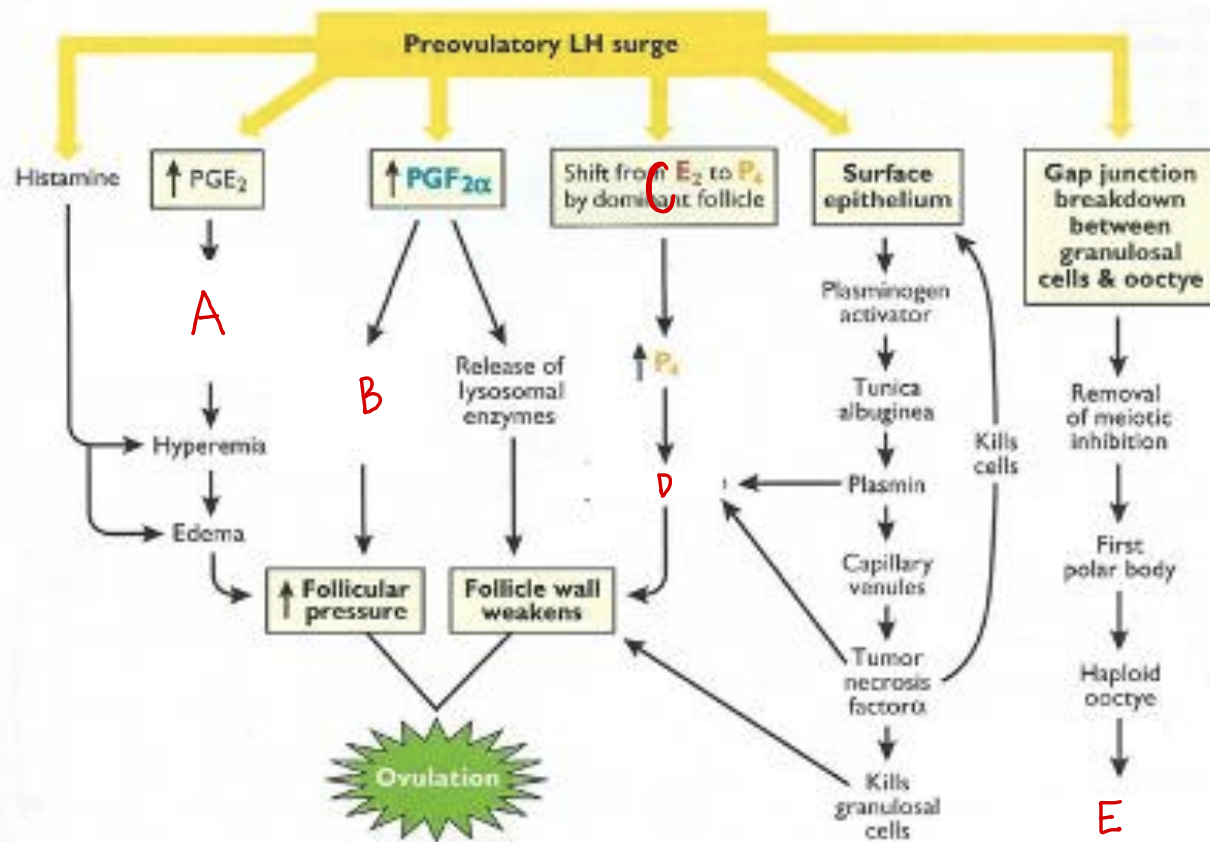 Preovulatory LH surge
Histamine
↑ PGE₂
↑ PGF₂α
Shift from E₂ to P₄
by dominant follicle
C
Surface
epithelium
Gap junction
breakdown
between
granulosal
cells & ooctye
A
B
Release of
lysosomal
enzymes
↑ P₄
D
Plasminogen
activator
Tunica
albuginea
Plasmin
Capillary
venules
Tumor
necrosis
factorα
Kills
granulosal
cells
Kills
cells
Removal
of meiotic
inhibition
First
polar body
Haploid
ooctye
E
Hyperemia
Edema
↑ Follicular
pressure
Follicle wall
weakens
Ovulation